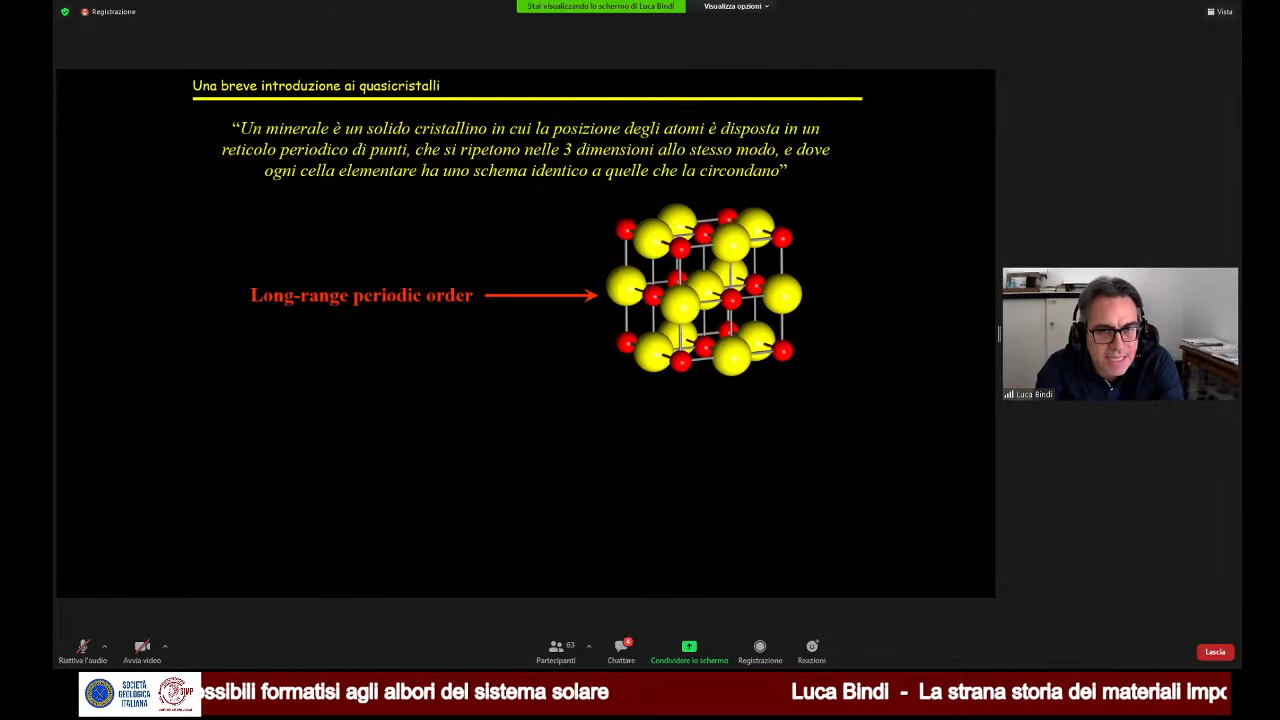 Registrazione
Stai visualizzando lo schermo di Luca Bindi
Visualizza opzioni
Vista
Una breve introduzione ai quasicristalli
“Un minerale è un solido cristallino in cui la posizione degli atomi è disposta in un
reticolo periodico di punti, che si ripetono nelle 3 dimensioni allo stesso modo, e dove
ogni cella elementare ha uno schema identico a quelle che la circondano”
Long-range periodic order
Luca Bindi
Riattiva l'audio
Avvia video
63
Partecipanti
4
Chattare
Condividere lo schermo
Registrazione
Reazioni
Lascia
SOCIETÀ
GEOLOGICA
ITALIANA
ossibili formatisi agli albori del sistema solare
Luca Bindi - La strana storia dei materiali impo